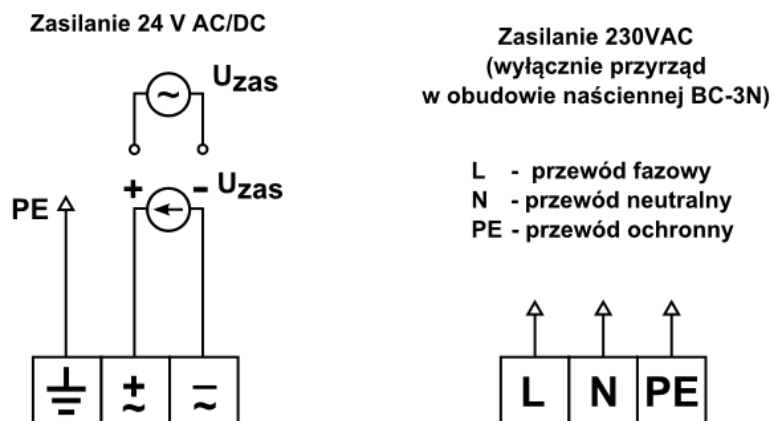 Zasilanie 24 V AC/DC
~ Uzas
+ - Uzas
PE
+ −
~ ~
Zasilanie 230VAC
(wyłącznie przyrząd
w obudowie naściennej BC-3N)
L - przewód fazowy
N - przewód neutralny
PE - przewód ochronny
L N PE